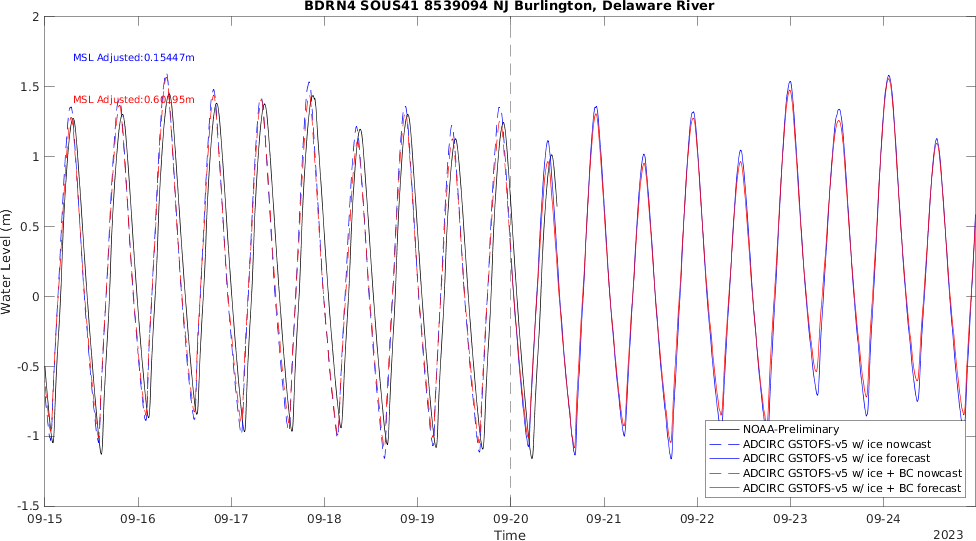 BDRN4 SOUS41 8539094 NJ Burlington, Delaware River
2
MSL Adjusted:0.15447m
1.5
MSL Adjusted:0.60195m
1
0.5
0
-0.5
-1
-1.5
Water Level (m)
NOAA-Preliminary
ADCIRC GSTOFS-v5 w/ ice nowcast
ADCIRC GSTOFS-v5 w/ ice forecast
ADCIRC GSTOFS-v5 w/ ice + BC nowcast
ADCIRC GSTOFS-v5 w/ ice + BC forecast
09-15 09-16 09-17 09-18 09-19 09-20 09-21 09-22 09-23 09-24
Time
2023